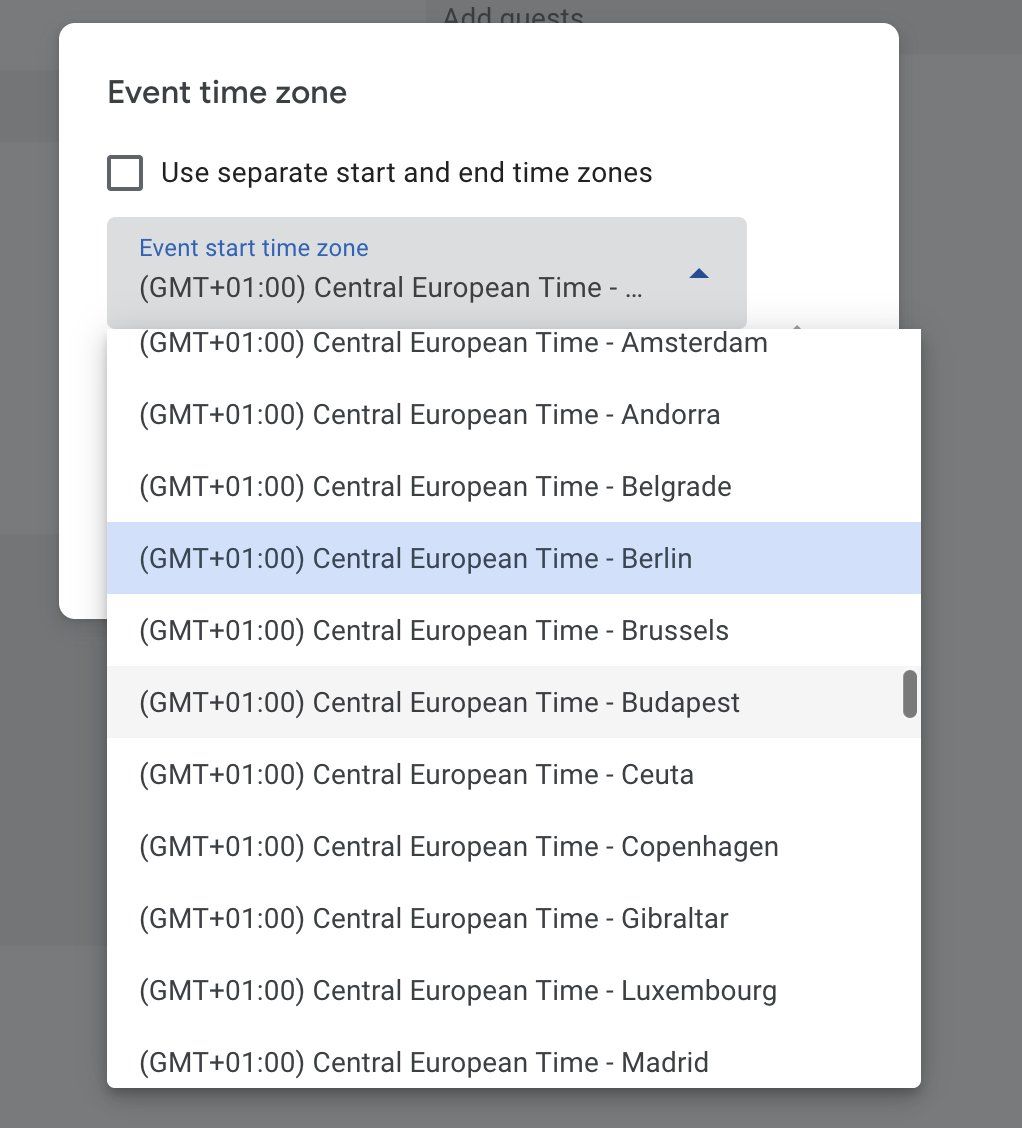 Add guests
Event time zone
Use separate start and end time zones
Event start time zone
(GMT+01:00) Central European Time - ...
(GMT+01:00) Central European Time - Amsterdam
(GMT+01:00) Central European Time - Andorra
(GMT+01:00) Central European Time - Belgrade
(GMT+01:00) Central European Time - Berlin
(GMT+01:00) Central European Time - Brussels
(GMT+01:00) Central European Time - Budapest
(GMT+01:00) Central European Time - Ceuta
(GMT+01:00) Central European Time - Copenhagen
(GMT+01:00) Central European Time - Gibraltar
(GMT+01:00) Central European Time - Luxembourg
(GMT+01:00) Central European Time - Madrid